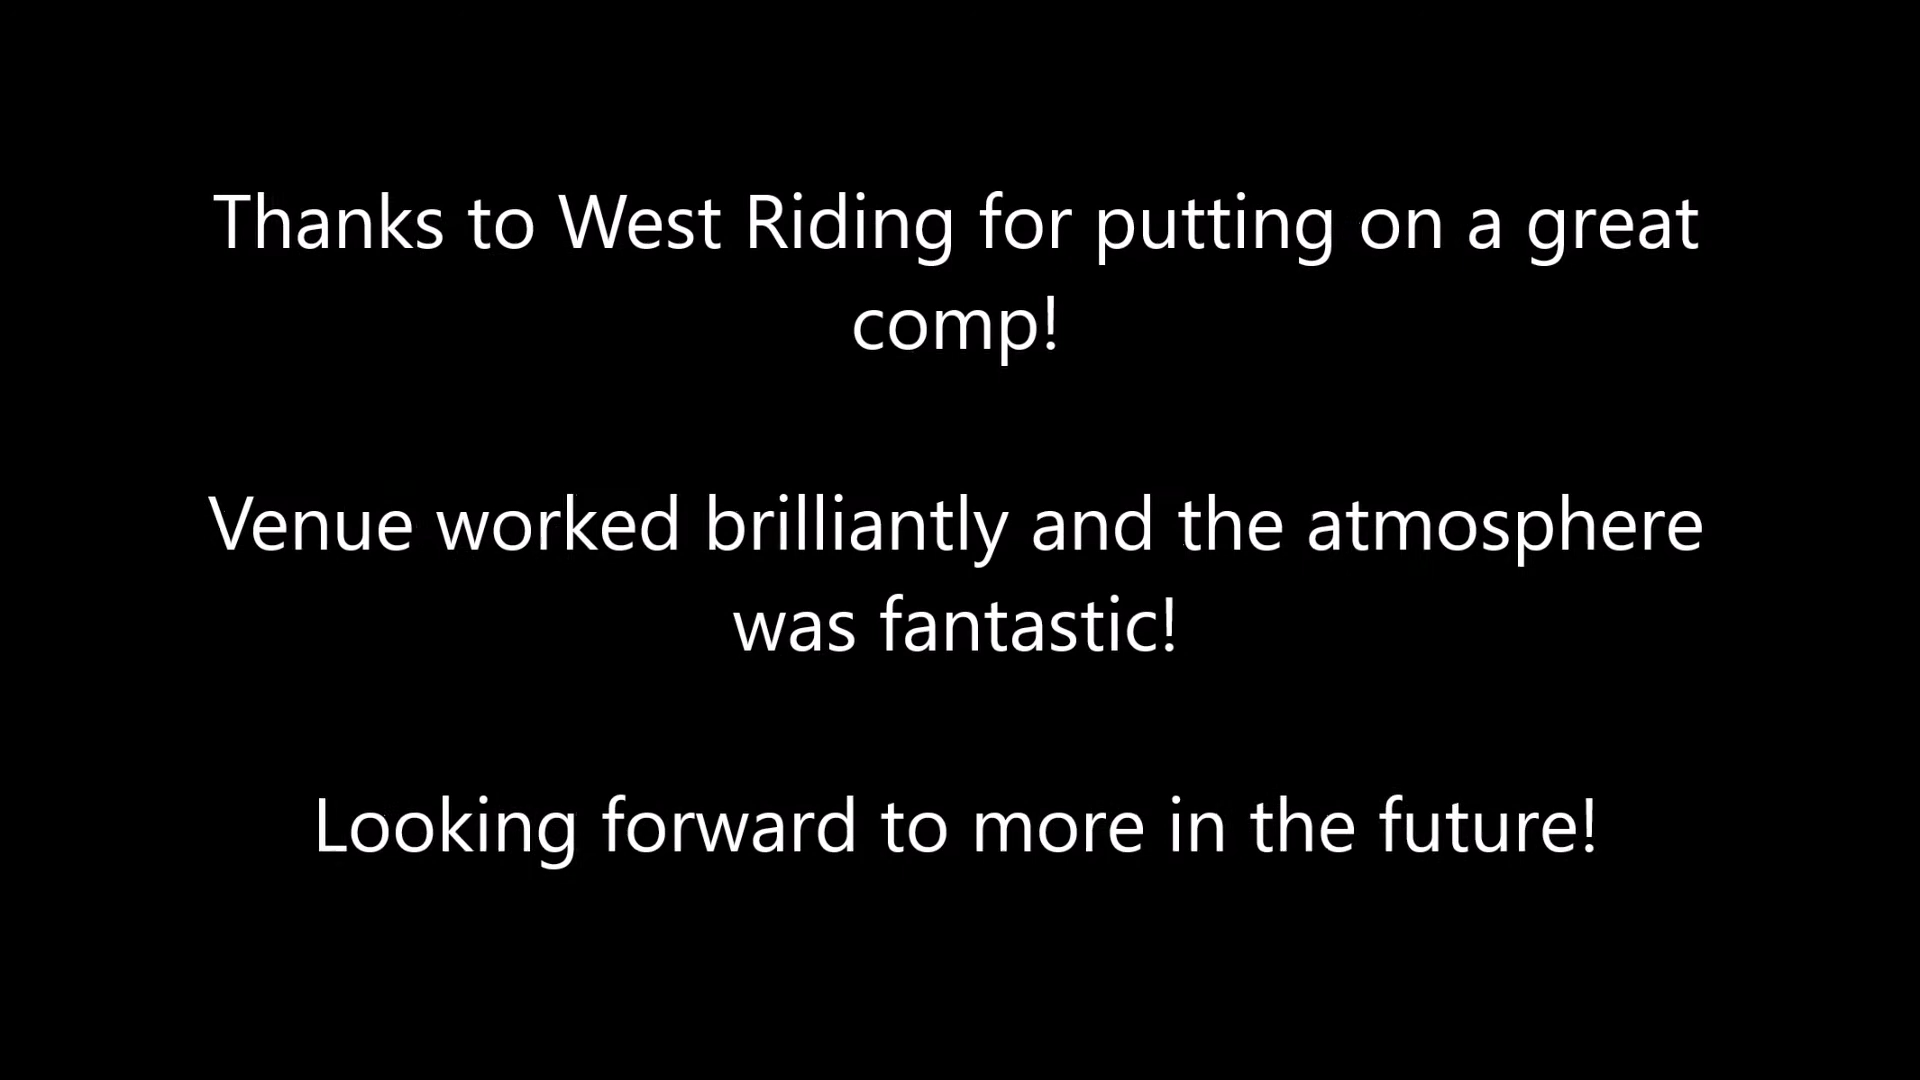 Thanks to West Riding for putting on a great
comp!
Venue worked brilliantly and the atmosphere
was fantastic!
Looking forward to more in the future!